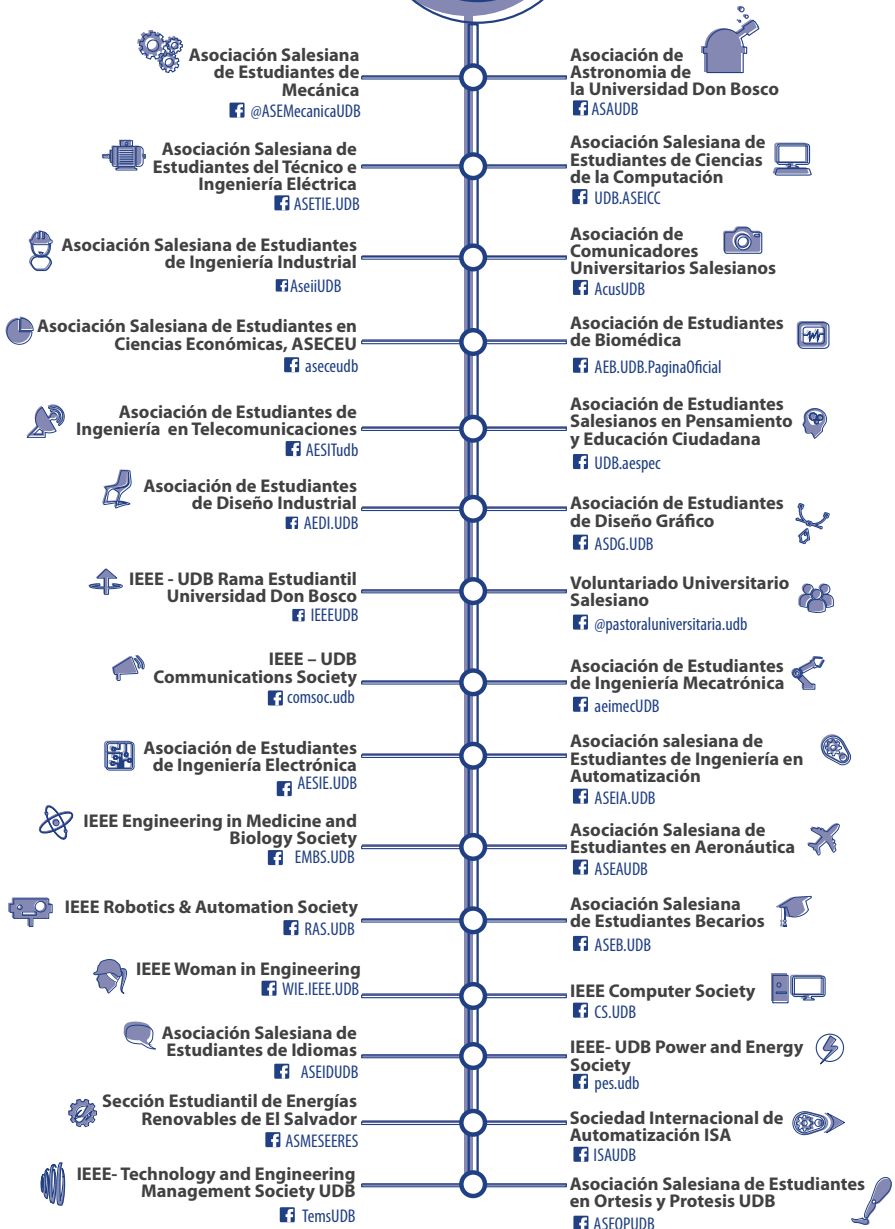 Asociación Salesiana
de Estudiantes de
Mecánica
@ASEMecanicaUDB
Asociación de
Astronomia de
la Universidad Don Bosco
ASAUDB
Asociación Salesiana de
Estudiantes del Técnico e
Ingeniería Eléctrica
ASETIE.UDB
Asociación Salesiana de
Estudiantes de Ciencias
de la Computación
UDB.ASEICC
Asociación Salesiana de Estudiantes
de Ingeniería Industrial
AseiiUDB
Asociación de
Comunicadores
Universitarios Salesianos
AcusUDB
Asociación Salesiana de Estudiantes en
Ciencias Económicas, ASECEU
aseceudb
Asociación de Estudiantes
de Biomédica
AEB.UDB.PaginaOficial
Asociación de Estudiantes de
Ingeniería en Telecomunicaciones
AESITudb
Asociación de Estudiantes
Salesianos en Pensamiento
y Educación Ciudadana
UDB.aespec
Asociación de Estudiantes
de Diseño Industrial
AEDI.UDB
Asociación de Estudiantes
de Diseño Gráfico
ASDG.UDB
IEEE - UDB Rama Estudiantil
Universidad Don Bosco
IEEEUDB
Voluntariado Universitario
Salesiano
@pastoraluniversitaria.udb
IEEE – UDB
Communications Society
comsoc.udb
Asociación de Estudiantes
de Ingeniería Mecatrónica
aeimecUDB
Asociación de Estudiantes
de Ingeniería Electrónica
AESIE.UDB
Asociación salesiana de
Estudiantes de Ingeniería en
Automatización
ASEIA.UDB
IEEE Engineering in Medicine and
Biology Society
EMBS.UDB
Asociación Salesiana de
Estudiantes en Aeronáutica
ASEAUDB
IEEE Robotics & Automation Society
RAS.UDB
Asociación Salesiana
de Estudiantes Becarios
ASEB.UDB
IEEE Woman in Engineering
WIE.IEEE.UDB
IEEE Computer Society
CS.UDB
Asociación Salesiana de
Estudiantes de Idiomas
ASEIDUDB
IEEE- UDB Power and Energy
Society
pes.udb
Sección Estudiantil de Energías
Renovables de El Salvador
ASMESEERES
Sociedad Internacional de
Automatización ISA
ISAUDB
IEEE- Technology and Engineering
Management Society UDB
TemsUDB
Asociación Salesiana de Estudiantes
en Ortesis y Protesis UDB
ASEOPUDB